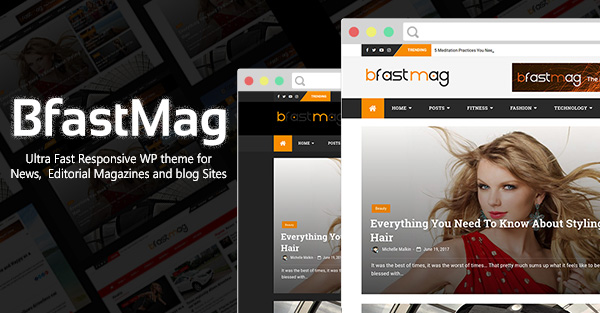 BfastMag
Ultra Fast Responsive WP theme for
News, Editorial Magazines and blog Sites
TRENDING
bfastmag
HOME
POSTS
Beauty
Everything You
Hair
Michelle Malkin
June 19, 2017
It was the best of times, it was the
blessed with...
TRENDING
5 Meditation Practices You Nee
bfastmag
bfastmag
The
HOME
POSTS
FITNESS
FASHION
TECHNOLOGY
Beauty
Everything You Need To Know About Styling
Hair
Michelle Malkin
June 19, 2017
It was the best of times, it was the worst of times... That pretty much sums up what it feels like to be
blessed with...